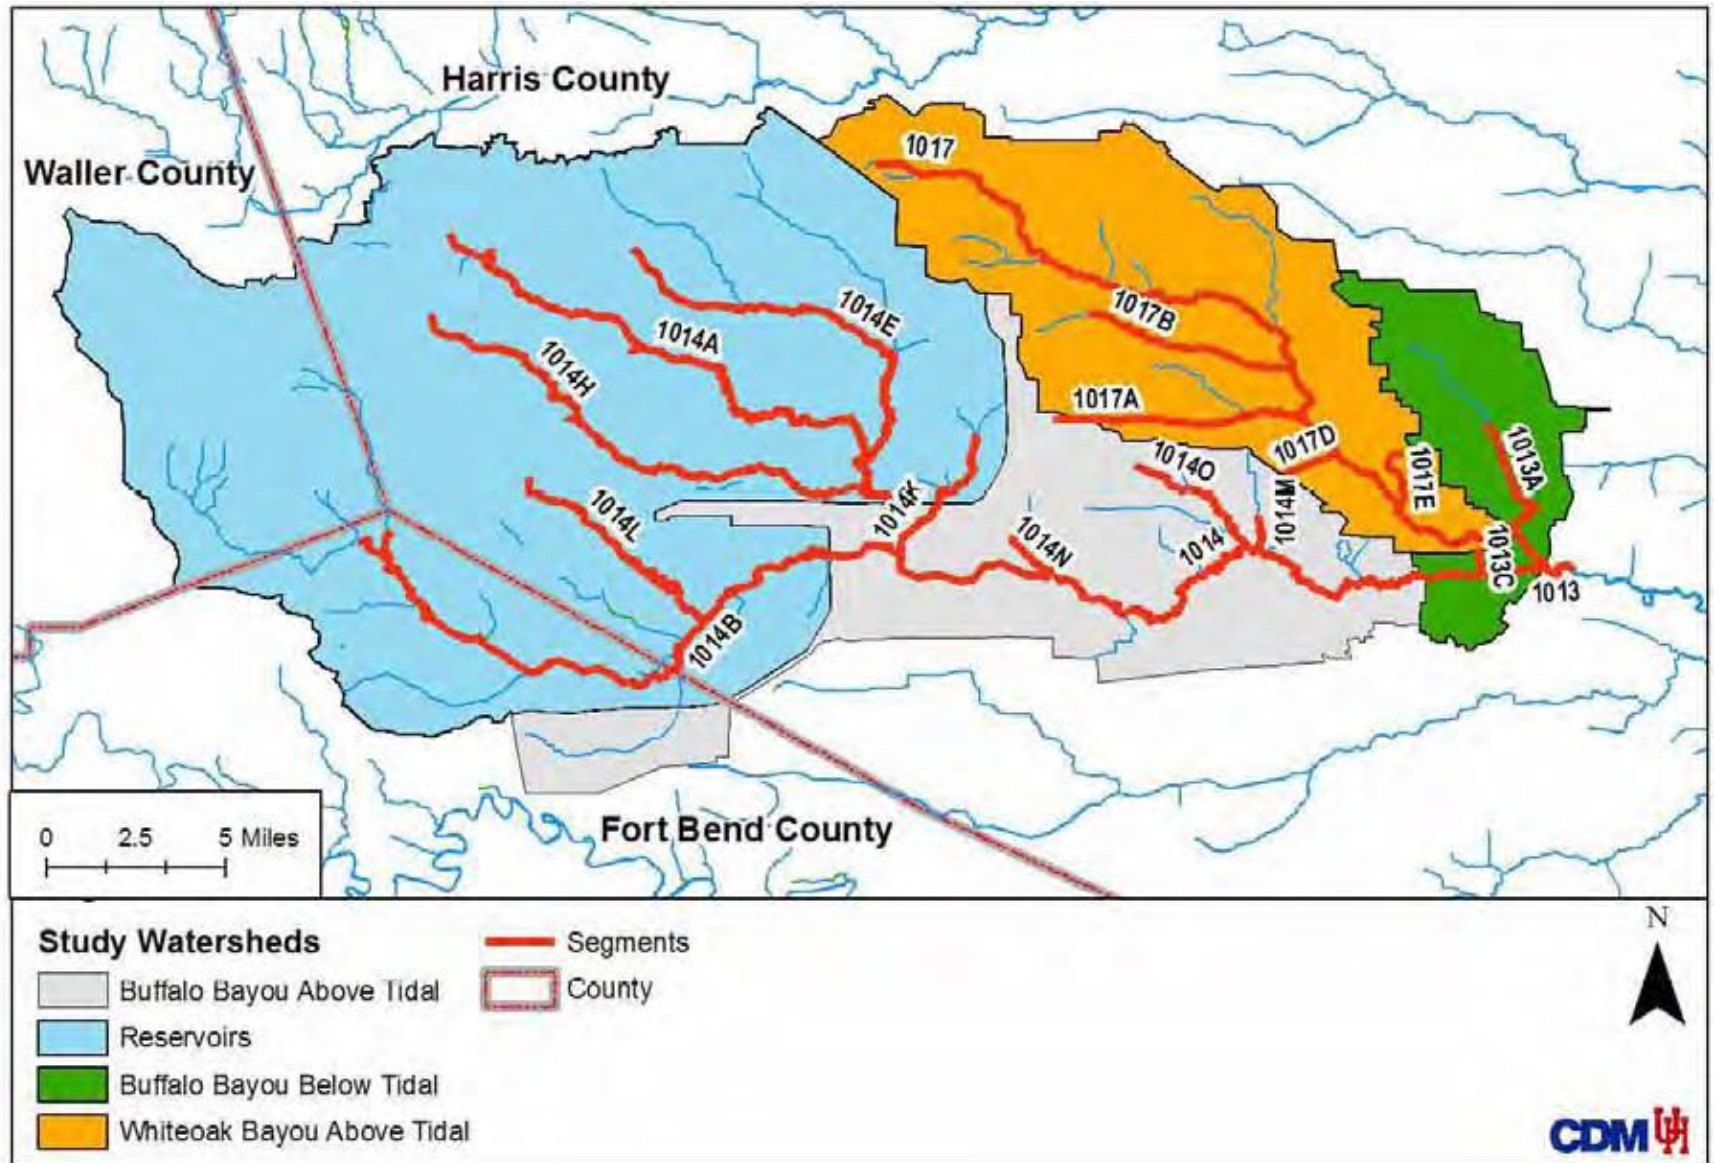 Harris County
Waller County
1017
1014E
1017B
1014A
1014H
1017A
1017D
1014O
1017E
1013A
1014M
1014K
1014L
1014N
1014
1013C
1013
1014B
Fort Bend County
0 2.5 5 Miles
N
Study Watersheds
Segments
Buffalo Bayou Above Tidal
County
Reservoirs
Buffalo Bayou Below Tidal
Whiteoak Bayou Above Tidal
CDM UH